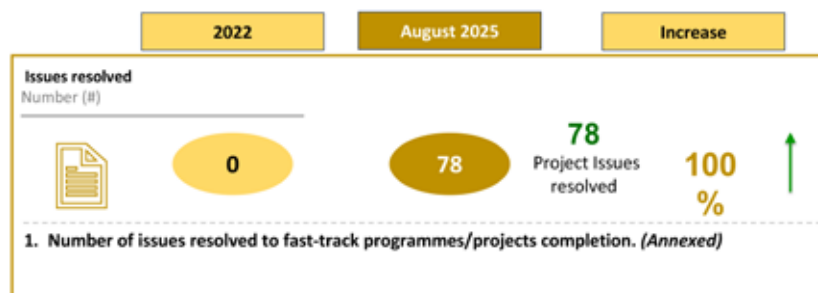 2022
August 2025
Increase
Issues resolved
Number (#)
0
78
78
Project Issues
resolved
100
%
1. Number of issues resolved to fast-track programmes/projects completion. (Annexed)